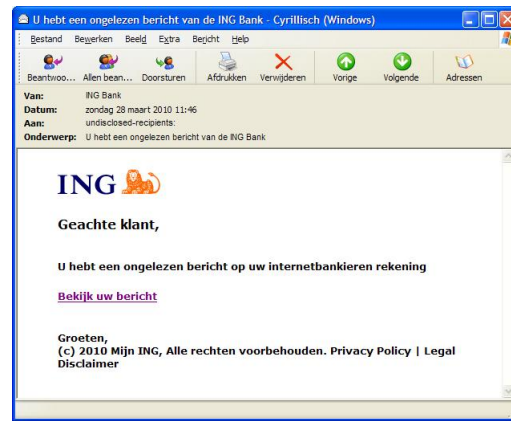 U hebt een ongelezen bericht van de ING Bank - Cyrillisch (Windows)
Bestand Bewerken Beeld Extra Bericht Help
Beantwoo... Allen bean... Doorsturen Afdrukken Verwijderen Vorige Volgende Adressen
Van: ING Bank
Datum: zondag 28 maart 2010 11:46
Aan: undisclosed-recipients:
Onderwerp: U hebt een ongelezen bericht van de ING Bank
ING
Geachte klant,
U hebt een ongelezen bericht op uw internetbankieren rekening
Bekijk uw bericht
Groeten,
(c) 2010 Mijn ING, Alle rechten voorbehouden. Privacy Policy | Legal
Disclaimer